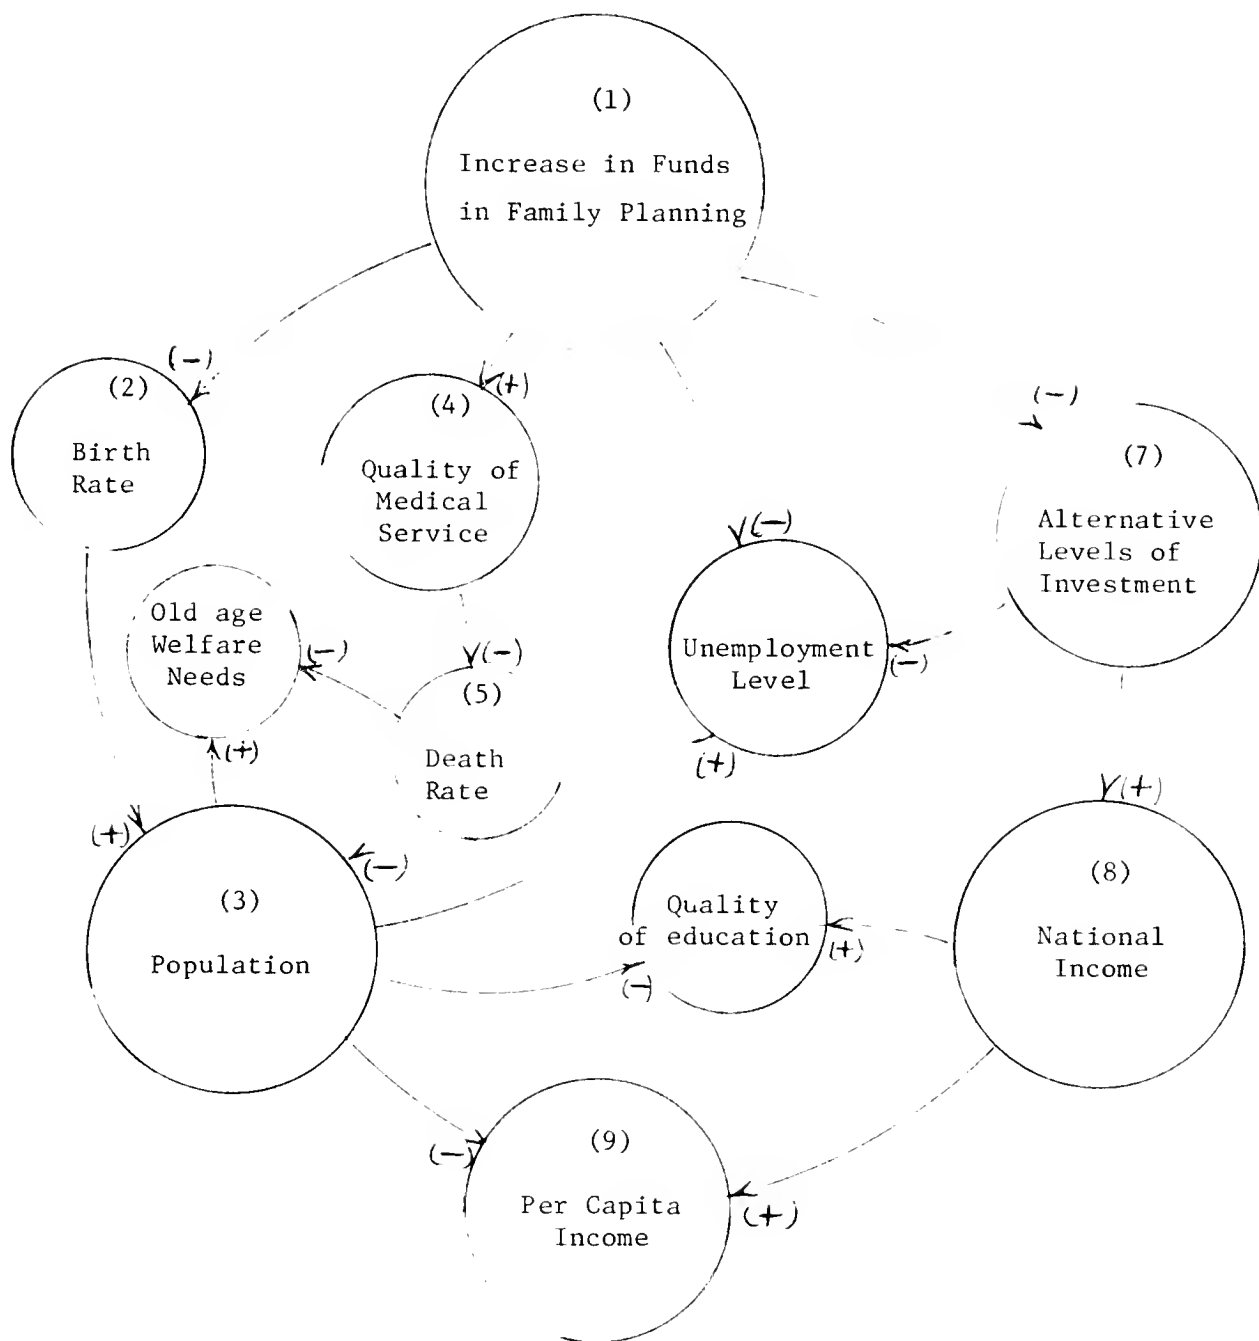 (1)
Increase in Funds
in Family Planning
(-)
(2)
Birth
Rate
(+)
(4)
Quality of
Medical
Service
(-)
(7)
Alternative
Levels of
Investment
(-)
Unemployment
Level
(-)
(+)
Old age
Welfare
Needs
(-)
(+)
(-)
(5)
Death
Rate
(+)
(-)
(3)
Population
Quality
of education
(+)
(-)
(+)
(8)
National
Income
(-)
(9)
Per Capita
Income
(+)